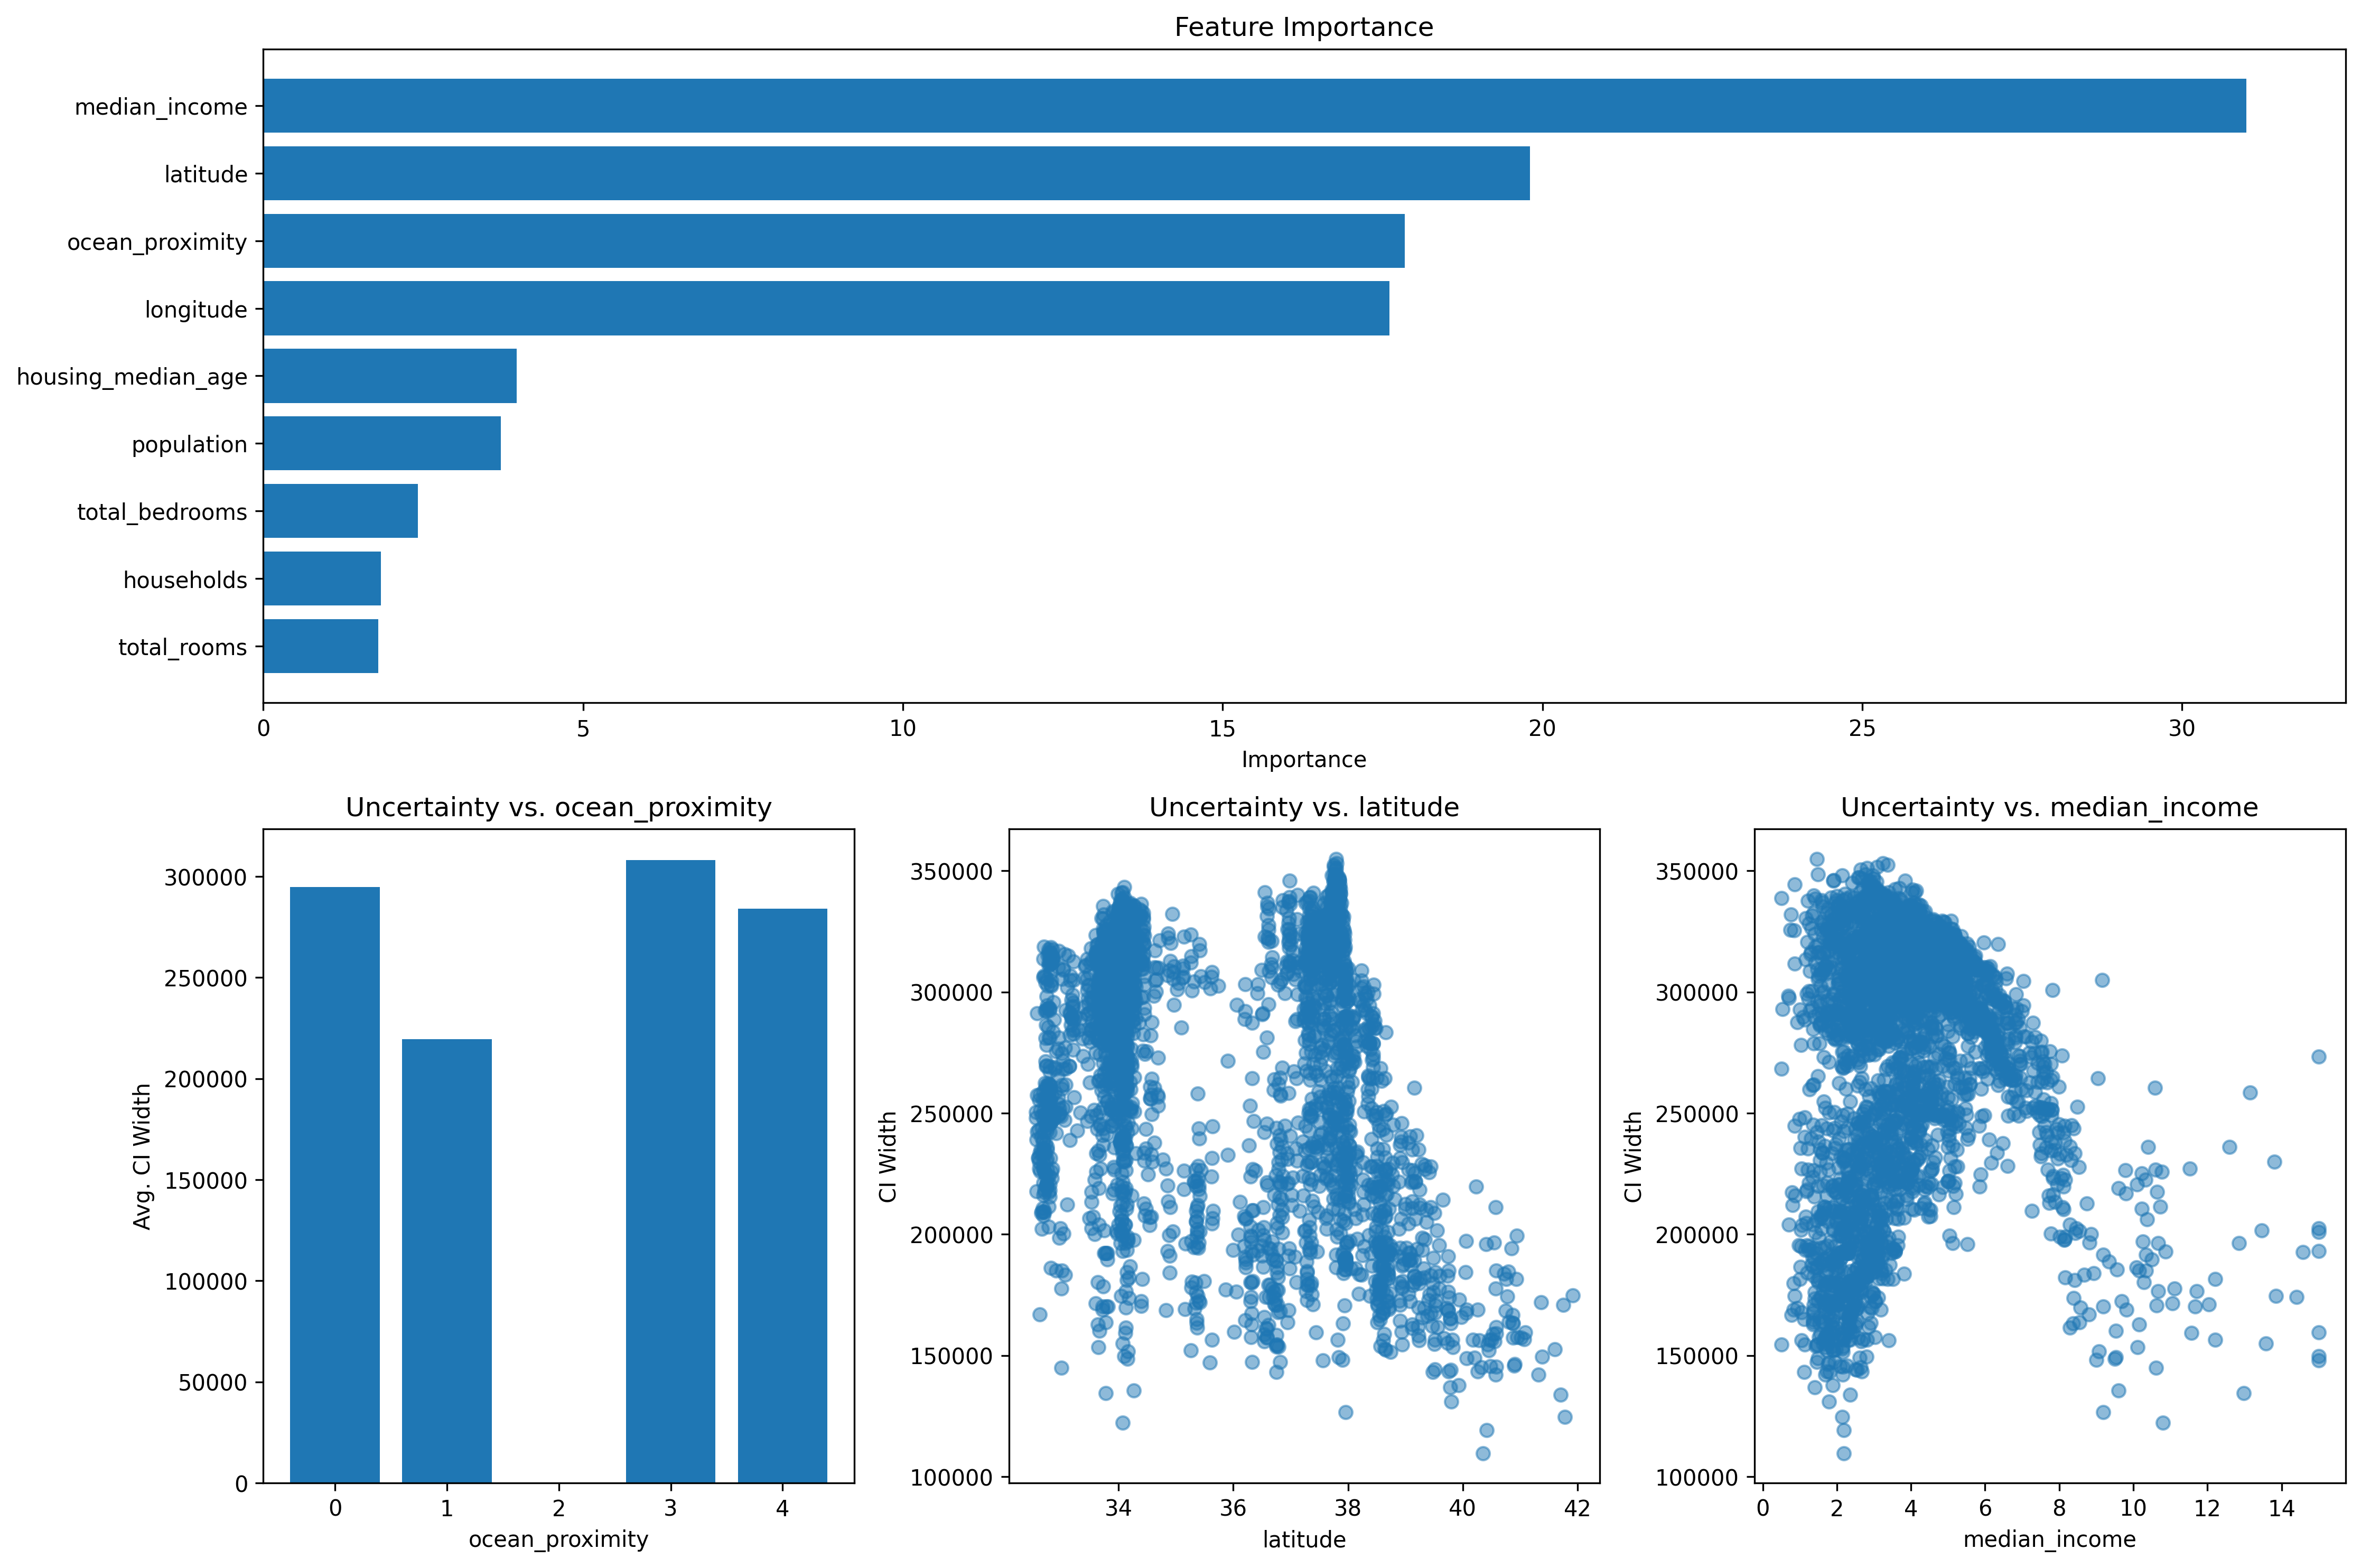 Feature Importance
median_income
latitude
ocean_proximity
longitude
housing_median_age
population
total_bedrooms
households
total_rooms
0 5 10 15 20 25 30
Importance
Uncertainty vs. ocean_proximity
300000
250000
200000
150000
100000
50000
0
Avg. CI Width
0 1 2 3 4
ocean_proximity
Uncertainty vs. latitude
350000
300000
250000
200000
150000
100000
CI Width
34 36 38 40 42
latitude
Uncertainty vs. median_income
350000
300000
250000
200000
150000
100000
CI Width
0 2 4 6 8 10 12 14
median_income